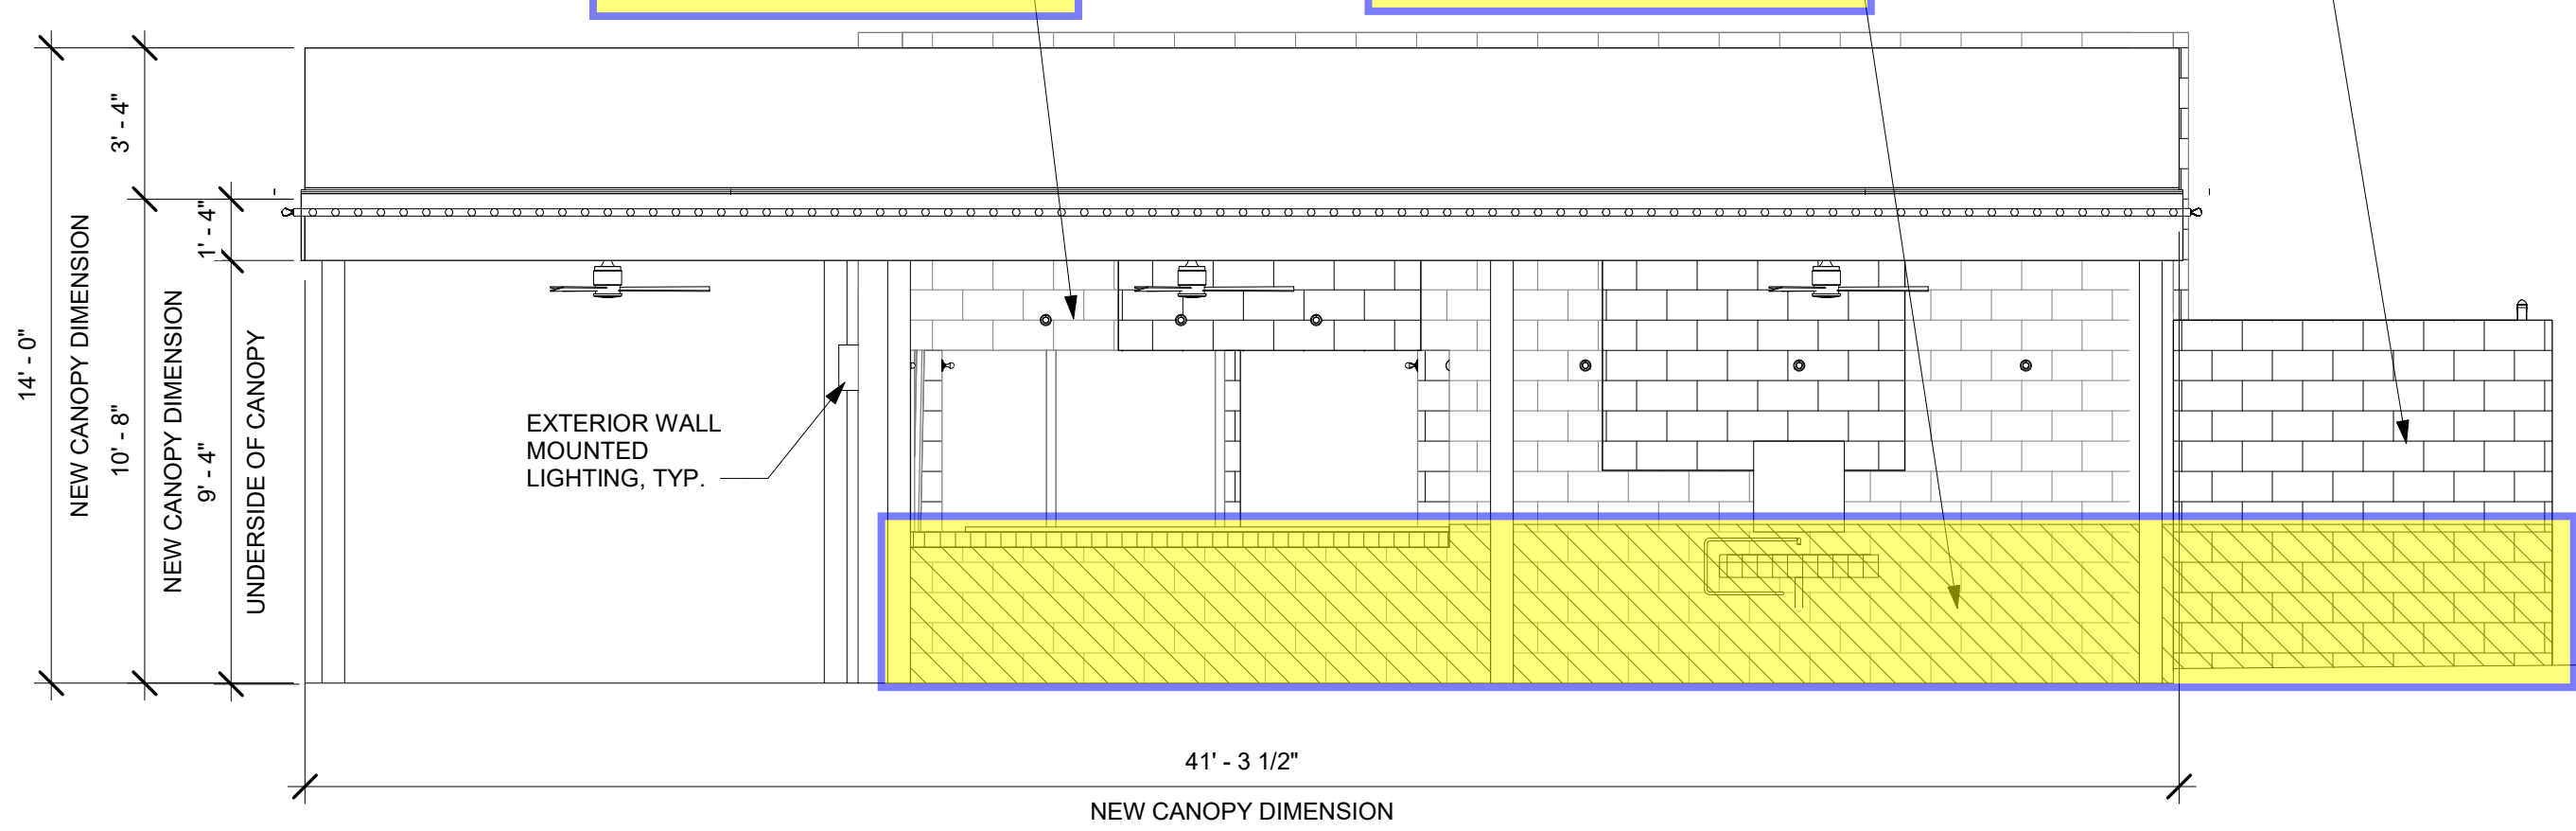 14' - 0"
NEW CANOPY DIMENSION
3' - 4"
10' - 8"
NEW CANOPY DIMENSION
1' - 4"
9' - 4"
UNDERSIDE OF CANOPY
EXTERIOR WALL
MOUNTED
LIGHTING, TYP.
41' - 3 1/2"
NEW CANOPY DIMENSION